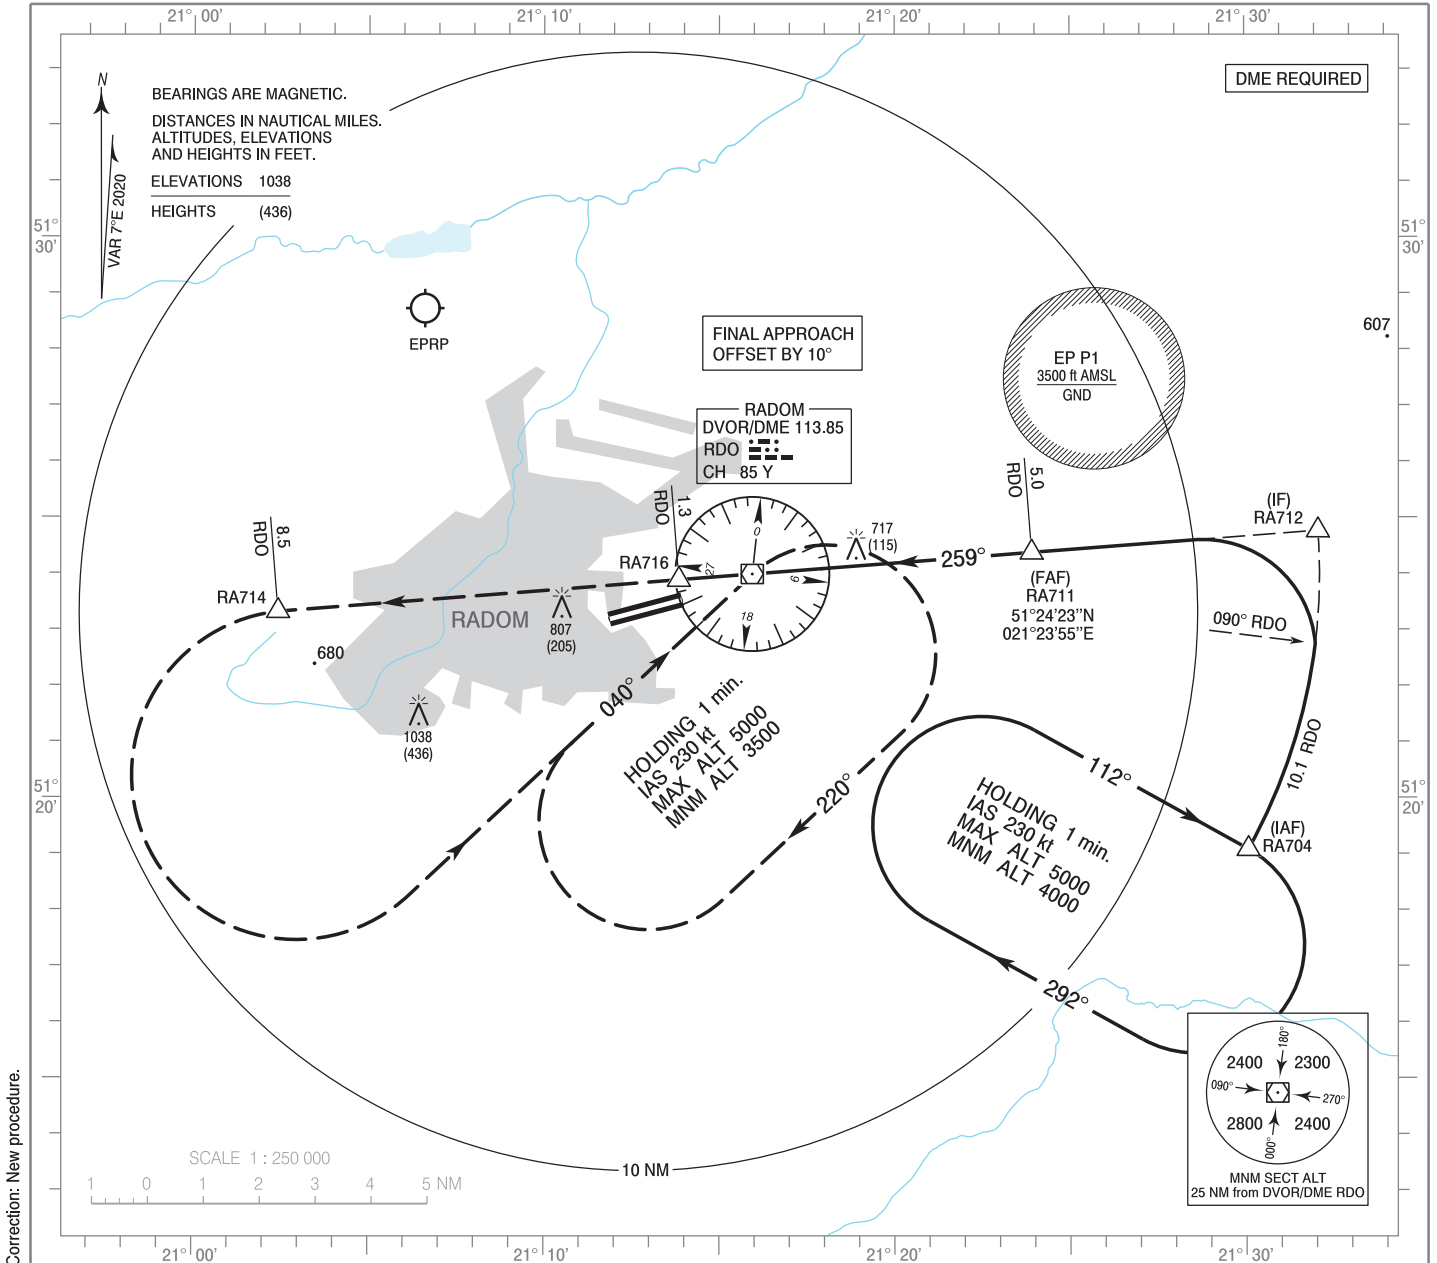 21° 00'
21° 10'
21° 20'
21° 30'
N
VAR 7°E 2020
BEARINGS ARE MAGNETIC.
DISTANCES IN NAUTICAL MILES.
ALTITUDES, ELEVATIONS
AND HEIGHTS IN FEET.
ELEVATIONS 1038
HEIGHTS (436)
DME REQUIRED
51°
30'
51°
30'
EPRP
FINAL APPROACH
OFFSET BY 10°
EP P1
3500 ft AMSL
GND
607
RADOM
DVOR/DME 113.85
RDO
CH 85 Y
8.5
RDO
1.3
RDO
5.0
RDO
0
9
18
27
717
(115)
(IF)
RA712
RA716
259°
(FAF)
RA711
51°24'23''N
021°23'55''E
RA714
RADOM
807
(205)
090° RDO
680
040°
1038
(436)
HOLDING 1 min.
IAS 230 kt
MAX ALT 5000
MNM ALT 3500
220°
112°
10.1 RDO
HOLDING 1 min.
IAS 230 kt
MAX ALT 5000
MNM ALT 4000
(IAF)
RA704
51°
20'
51°
20'
292°
180°
2400 2300
090° 270°
2800 2400
000°
MNM SECT ALT
25 NM from DVOR/DME RDO
10 NM
SCALE 1 : 250 000
1 0 1 2 3 4 5 NM
21° 00'
21° 10'
21° 20'
21° 30'
Correction: New procedure.